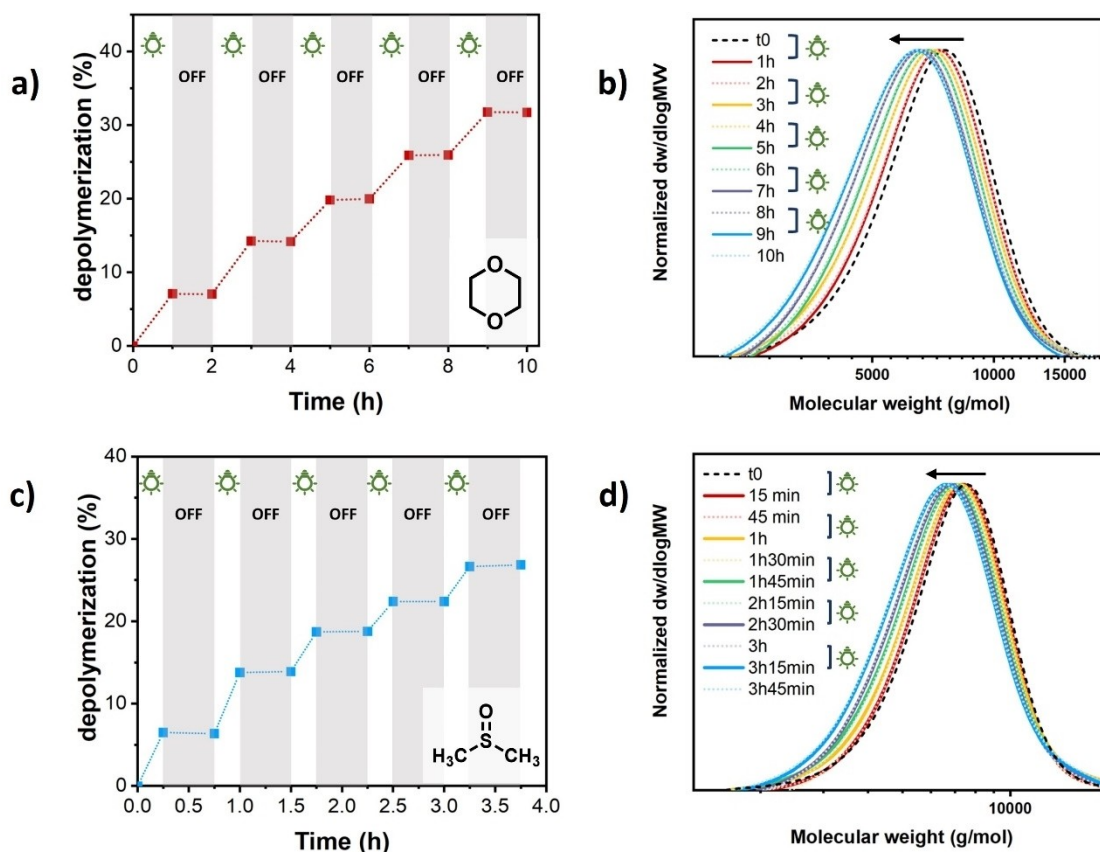 a)
depolymerization (%)
40
30
20
10
0
OFF OFF OFF OFF OFF
O
O
0 2 4 6 8 10
Time (h)
b)
Normalized dw/dlogMW
t0
1h
2h
3h
4h
5h
6h
7h
8h
9h
10h
5000 10000 15000
Molecular weight (g/mol)
c)
depolymerization (%)
40
30
20
10
0
OFF OFF OFF OFF OFF
O
S
H₃C CH₃
0.0 0.5 1.0 1.5 2.0 2.5 3.0 3.5 4.0
Time (h)
d)
Normalized dw/dlogMW
t0
15 min
45 min
1h
1h30min
1h45min
2h15min
2h30min
3h
3h15min
3h45min
10000
Molecular weight (g/mol)